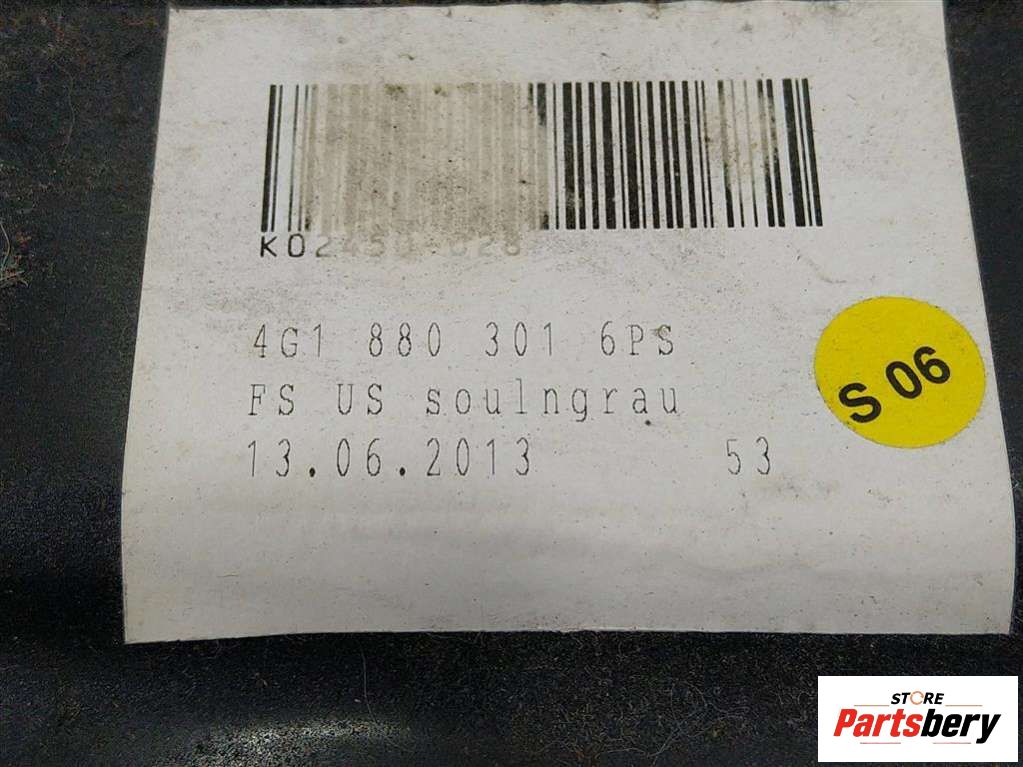 4G1 880 301 6PS
FS US soulngrau
13.06.2013 53
S 06
STORE
Partsbery